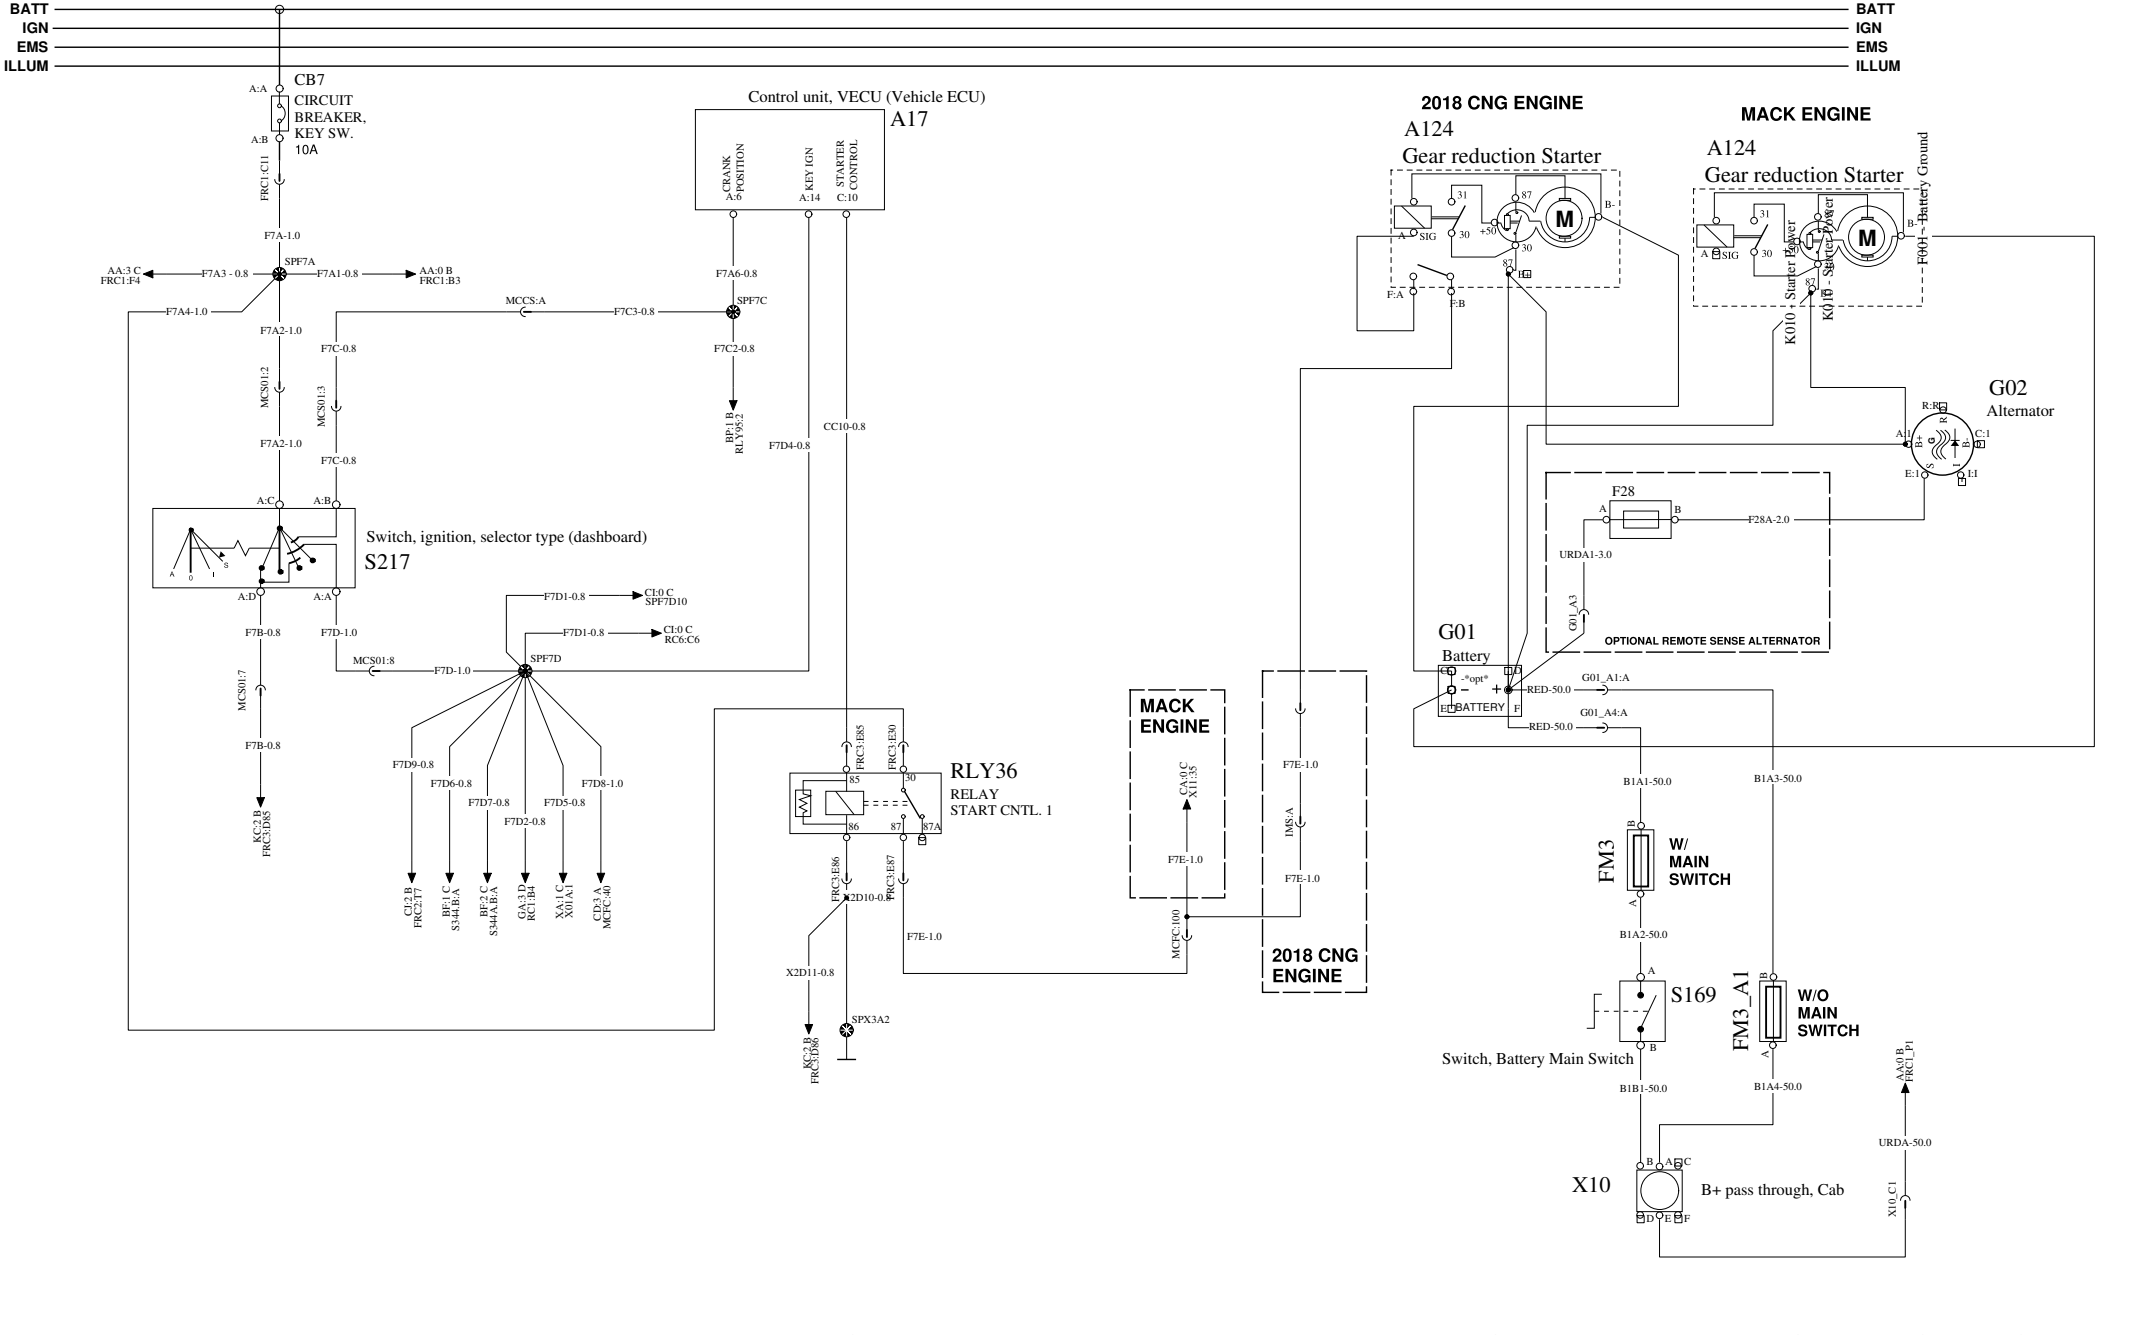 BATT
IGN
EMS
ILLUM
BATT
IGN
EMS
ILLUM
A:A
CB7
CIRCUIT
BREAKER,
KEY SW.
10A
A:B
FRC1:C11
F7A-1.0
SPF7A
AA:3 C
FRC1:F4
F7A3 - 0.8
F7A1-0.8
AA:0 B
FRC1:B3
F7A4-1.0
F7A2-1.0
MCS01:2
F7A2-1.0
F7C-0.8
MCS01:3
F7C-0.8
MCCS:A
F7C3-0.8
Control unit, VECU (Vehicle ECU)
A17
CRANK
POSITION
A:6
KEY IGN
A:14
STARTER
CONTROL
C:10
F7A6-0.8
SPF7C
F7C2-0.8
BP:1 B
RLY95:2
F7D4-0.8
CC10-0.8
A:C
A:B
Switch, ignition, selector type (dashboard)
S217
A
0
I
S
A:D
A:A
F7B-0.8
MCS01:7
F7B-0.8
KC:2 B
FRC3:D85
F7D-1.0
MCS01:8
F7D-1.0
SPF7D
F7D1-0.8
CI:0 C
SPF7D10
F7D1-0.8
CI:0 C
RC6:C6
F7D9-0.8
F7D6-0.8
F7D7-0.8
F7D2-0.8
F7D5-0.8
F7D8-1.0
CI:2 B
FRC2:T7
BF:1 C
S344.B:A
BF:2 C
S344A.B:A
GA:3 D
RC1:B4
XA:1 C
X01A:1
CD:3 A
MCFC:40
FRC3:E85
FRC3:E30
85
30
86
87
87A
RLY36
RELAY
START CNTL. 1
FRC3:E86
FRC3:E87
X2D10-0.8
F7E-1.0
X2D11-0.8
KC:2 B
FRC3:D86
SPX3A2
MACK
ENGINE
CA:0 C
X11:35
F7E-1.0
MCFC:100
F7E-1.0
IMS:A
F7E-1.0
2018 CNG
ENGINE
2018 CNG ENGINE
A124
Gear reduction Starter
31
30
A
SIG
+50
87
30
M
B-
87
B+
F:A
F:B
MACK ENGINE
A124
Gear reduction Starter
31
30
A
SIG
M
B-
87
K010 - Starter Power
K010 - Starter Power
F001 - Battery Ground
G02
Alternator
R:R
R
A:1
B+
G
B-
C:1
S
I
E:1
I:I
F28
A
B
F28A-2.0
URDA1-3.0
G01_A3
OPTIONAL REMOTE SENSE ALTERNATOR
G01
Battery
C
D
-*opt*
−
+
E
BATTERY
F
RED-50.0
G01_A1:A
RED-50.0
G01_A4:A
B1A1-50.0
B1A3-50.0
B
FM3
W/
MAIN
SWITCH
A
B1A2-50.0
A
S169
B
Switch, Battery Main Switch
B1B1-50.0
B
FM3_A1
W/O
MAIN
SWITCH
A
B1A4-50.0
B
A
C
X10
B+ pass through, Cab
D
E
F
AA:0 B
FRC1_P1
URDA-50.0
X10_C1